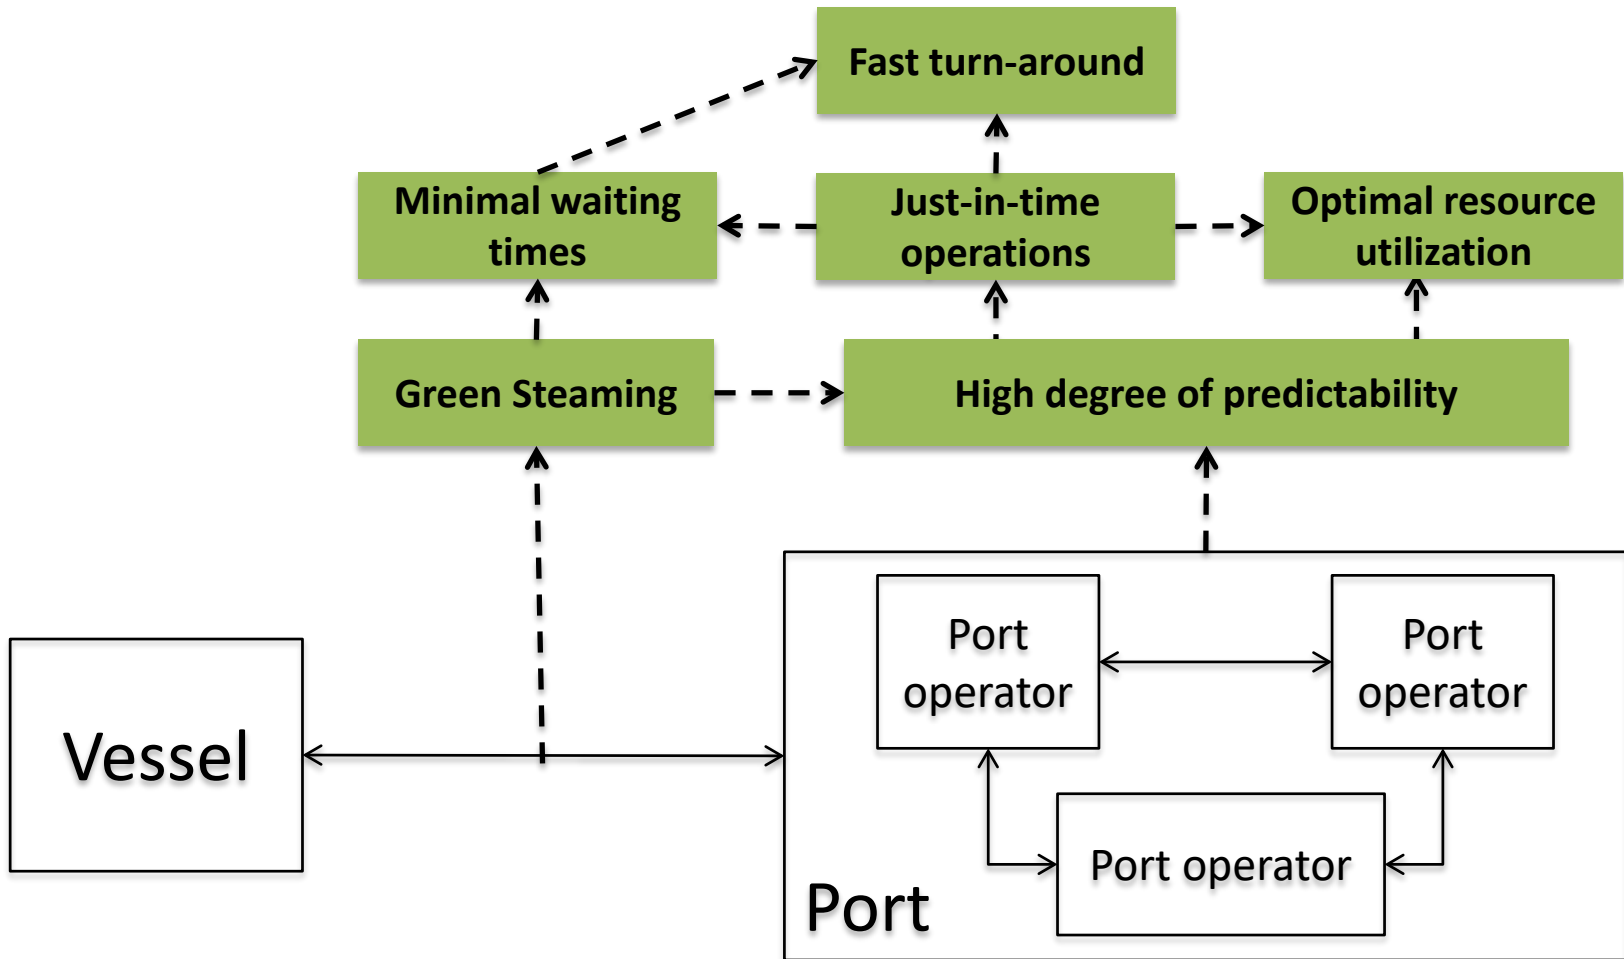 Fast turn-around
Minimal waiting
times
Just-in-time
operations
Optimal resource
utilization
Green Steaming
High degree of predictability
Port
operator
Port
operator
Vessel
Port operator
Port